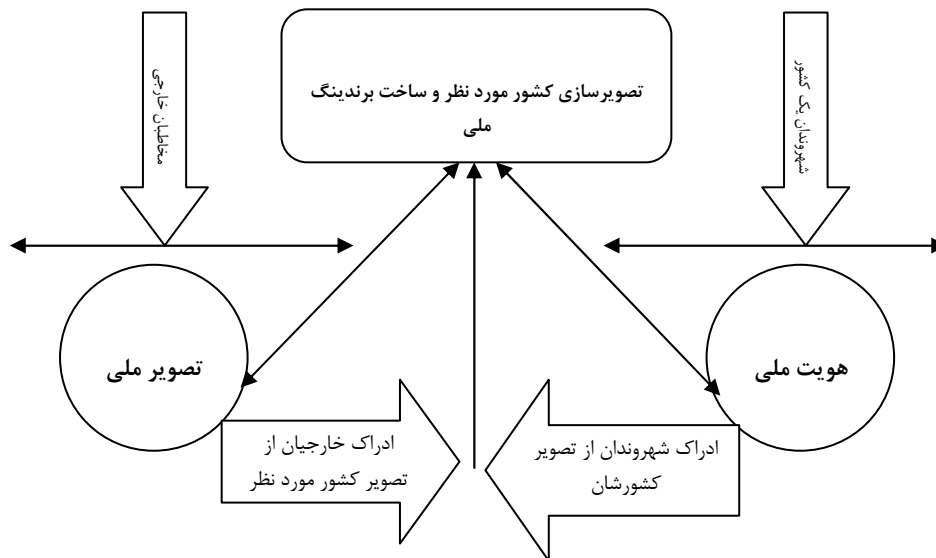 تصویرسازی کشور مورد نظر و ساخت برندینگ
ملی
شهروندان یک کشور
مخاطبان خارجی
هویت ملی
تصویر ملی
ادراک شهروندان از تصویر
کشورشان
ادراک خارجیان از
تصویر کشور مورد نظر